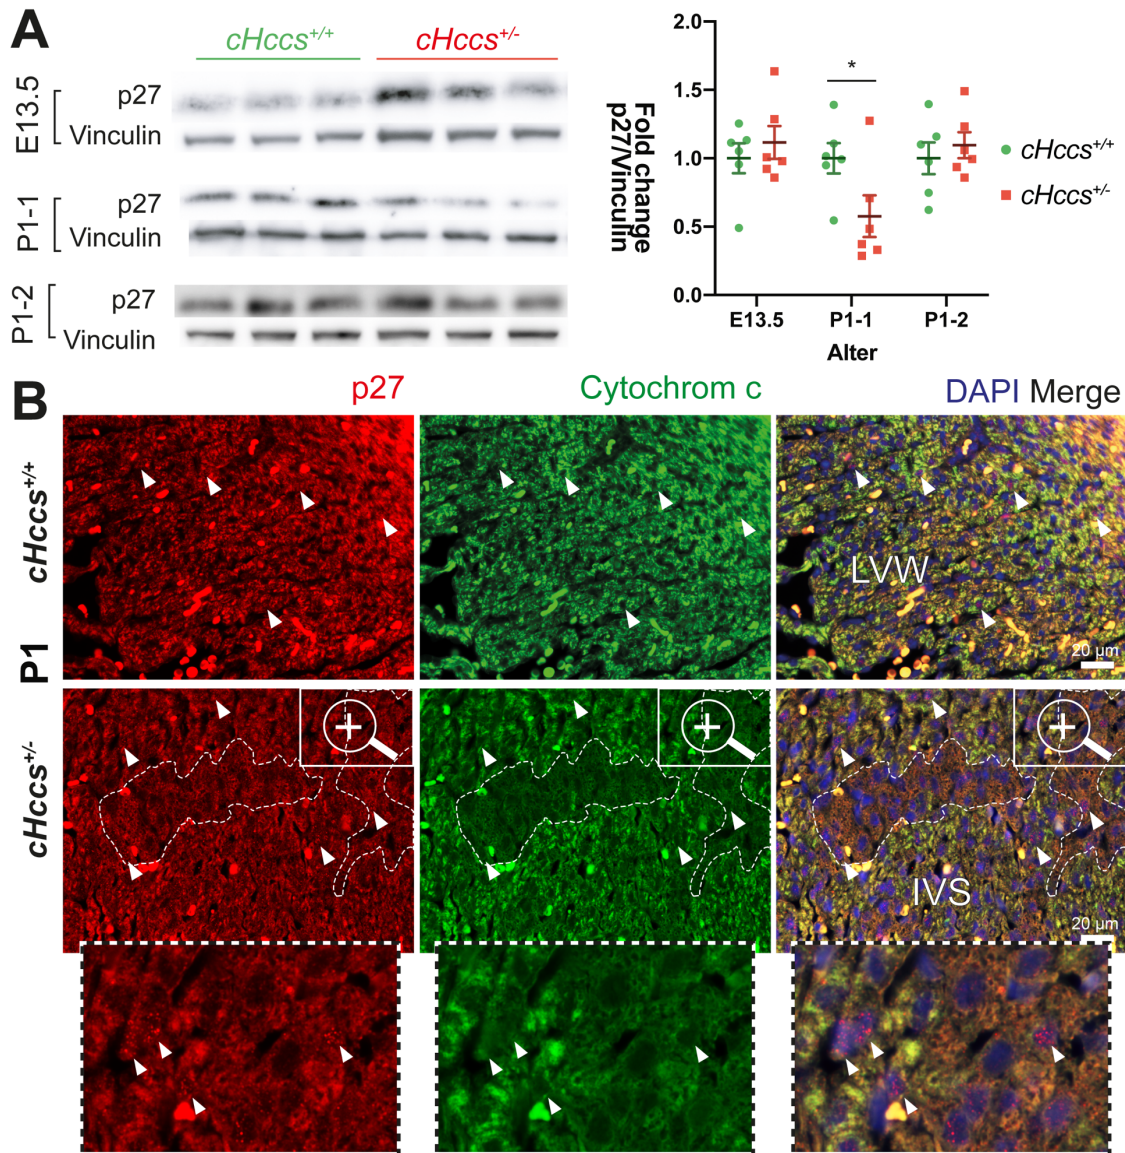 A
cHccs+/+
cHccs+/-
E13.5
p27
Vinculin
P1-1
p27
Vinculin
P1-2
p27
Vinculin
Fold change
p27/Vinculin
2.0
1.5
1.0
0.5
0.0
*
E13.5
P1-1
P1-2
Alter
cHccs+/+
cHccs+/-
B
p27
Cytochrom c
DAPI Merge
P1
cHccs+/+
LVW
20 µm
cHccs+/-
IVS
20 µm